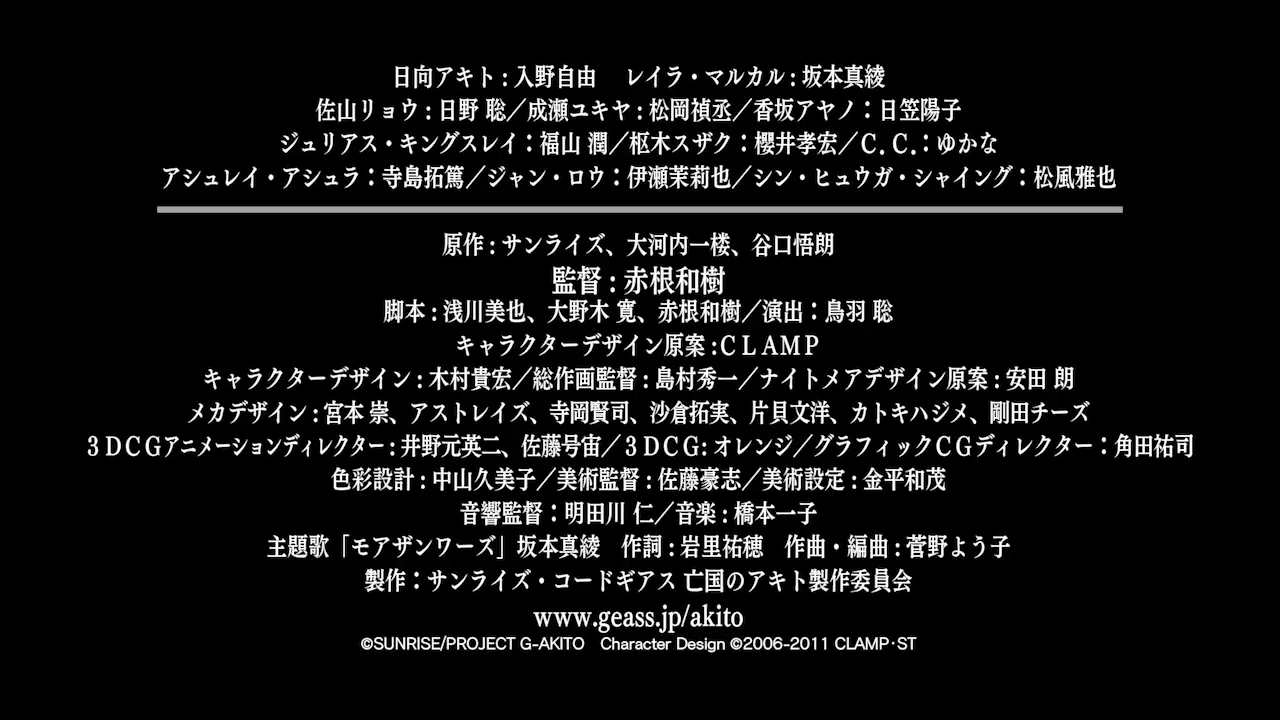 日向アキト:入野自由　レイラ・マルカル:坂本真綾
佐山リョウ:日野 聡／成瀬ユキヤ:松岡禎丞／香坂アヤノ：日笠陽子
ジュリアス・キングスレイ：福山 潤／枢木スザク：櫻井孝宏／Ｃ．Ｃ．：ゆかな
アシュレイ・アシュラ：寺島拓篤／ジャン・ロウ：伊瀬茉莉也／シン・ヒュウガ・シャイング：松風雅也
原作:サンライズ、大河内一楼、谷口悟朗
監督:赤根和樹
脚本:浅川美也、大野木 寛、赤根和樹／演出：鳥羽 聡
キャラクターデザイン原案:ＣＬＡＭＰ
キャラクターデザイン:木村貴宏／総作画監督:島村秀一／ナイトメアデザイン原案:安田 朗
メカデザイン:宮本 崇、アストレイズ、寺岡賢司、沙倉拓実、片貝文洋、カトキハジメ、剛田チーズ
３ＤＣＧアニメーションディレクター:井野元英二、佐藤号宙／３ＤＣＧ:オレンジ／グラフィックＣＧディレクター：角田祐司
色彩設計:中山久美子／美術監督:佐藤豪志／美術設定:金平和茂
音響監督：明田川 仁／音楽:橋本一子
主題歌「モアザンワーズ」坂本真綾　作詞:岩里祐穂　作曲・編曲:菅野よう子
製作：サンライズ・コードギアス 亡国のアキト製作委員会
www.geass.jp/akito
©SUNRISE/PROJECT G-AKITO　Character Design ©2006-2011 CLAMP･ST